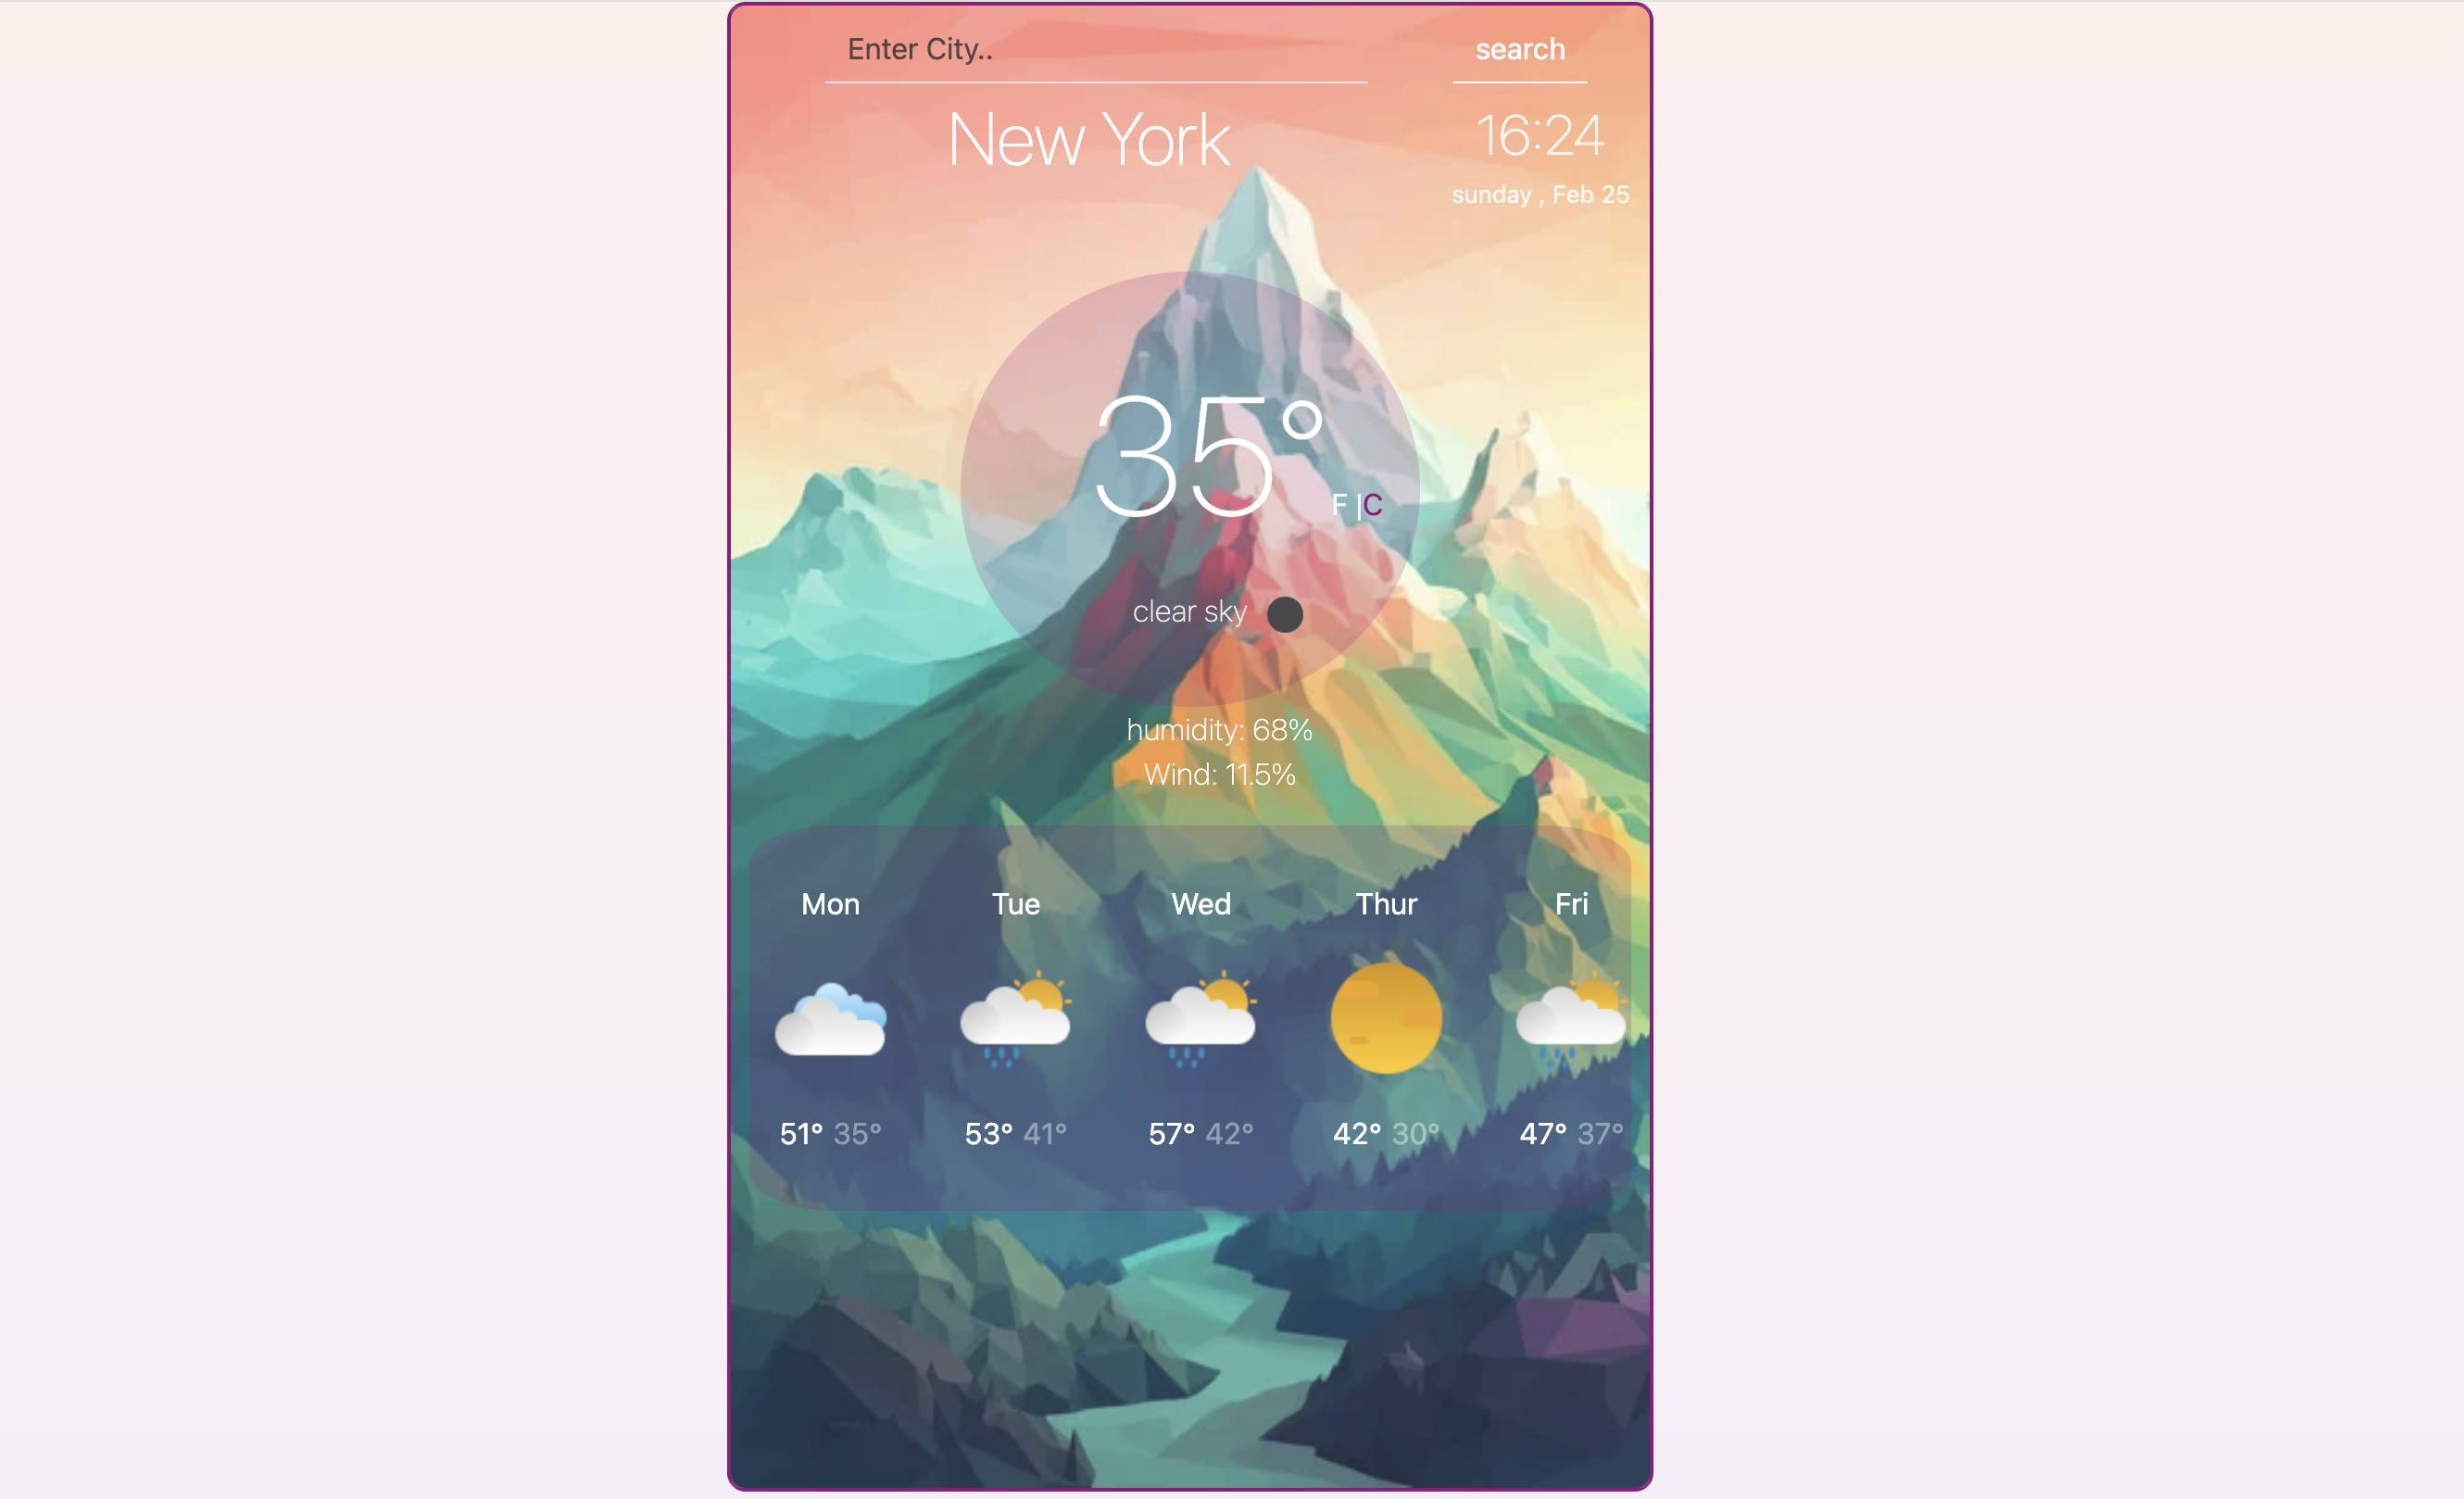 Enter City.. search
New York 16:24
sunday , Feb 25
35°
F |C
clear sky
humidity: 68%
Wind: 11.5%
Mon Tue Wed Thur Fri
51° 35° 53° 41° 57° 42° 42° 30° 47° 37°